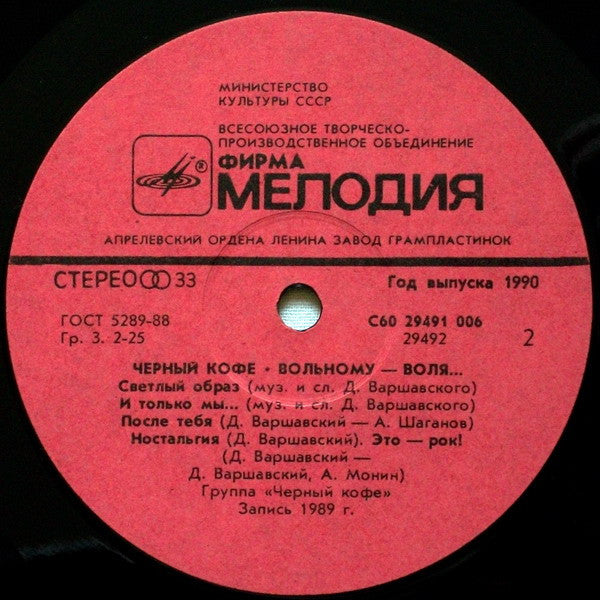 МИНИСТЕРСТВО
КУЛЬТУРЫ СССР
ВСЕСОЮЗНОЕ ТВОРЧЕСКО-
ПРОИЗВОДСТВЕННОЕ ОБЪЕДИНЕНИЕ
® ФИРМА
МЕЛОДИЯ
АПРЕЛЕВСКИЙ ОРДЕНА ЛЕНИНА ЗАВОД ГРАМПЛАСТИНОК
СТЕРЕО 33 Год выпуска 1990
ГОСТ 5289-88 С60 29491 006
Гр. 3. 2-25 29492 2
ЧЕРНЫЙ КОФЕ • ВОЛЬНОМУ — ВОЛЯ...
Светлый образ (муз. и сл. Д. Варшавского)
И только мы... (муз. и сл. Д. Варшавского)
После тебя (Д. Варшавский — А. Шаганов)
Ностальгия (Д. Варшавский). Это — рок!
(Д. Варшавский —
Д. Варшавский, А. Монин)
Группа «Черный кофе»
Запись 1989 г.